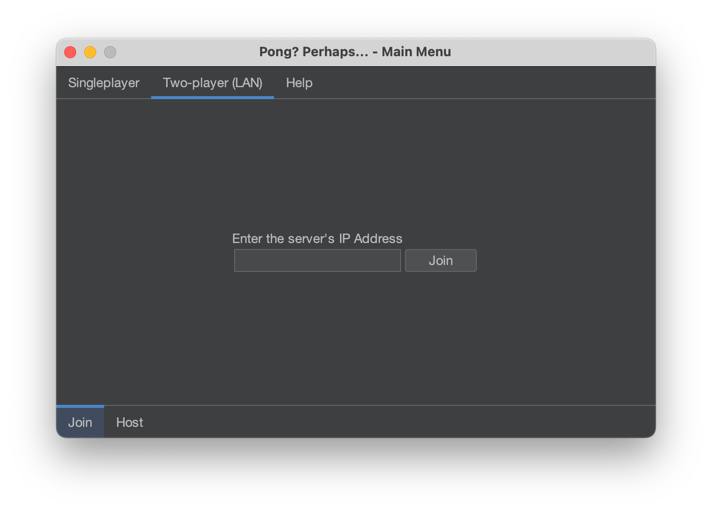 Pong? Perhaps... - Main Menu
Singleplayer Two-player (LAN) Help
Enter the server's IP Address
Join
Join Host